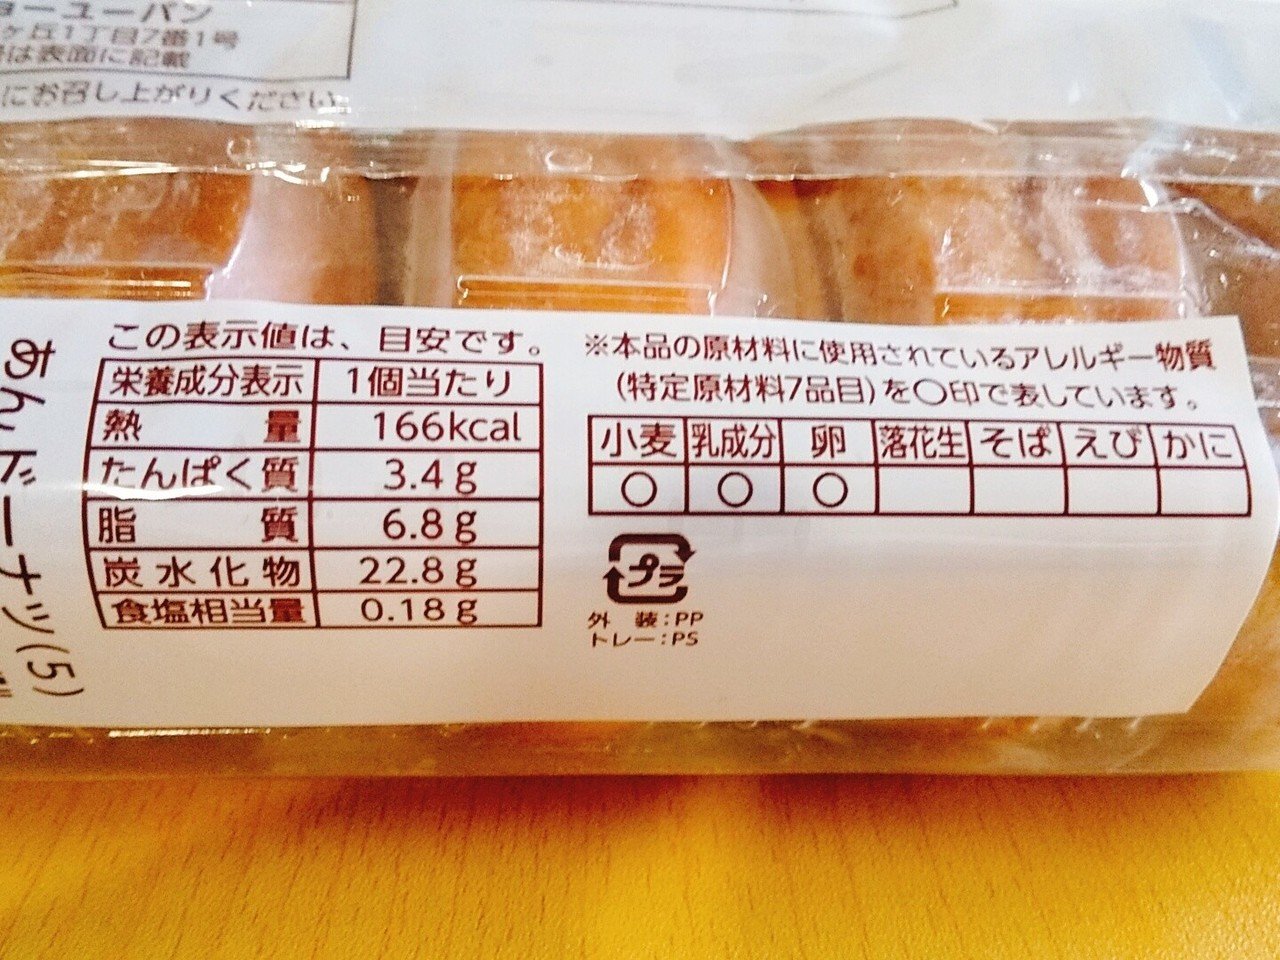 ョーユーパン
ヶ丘1丁目7番1号
は表面に記載
にお召し上がりください
あんドーナツ(5)
この表示値は、目安です。
栄養成分表示 1個当たり
熱量 166kcal
たんぱく質 3.4g
脂質 6.8g
炭水化物 22.8g
食塩相当量 0.18g
※本品の原材料に使用されているアレルギー物質
(特定原材料7品目)を〇印で表しています。
小麦 乳成分 卵 落花生 そば えび かに
〇 〇 〇
プラ
外装:PP
トレー:PS